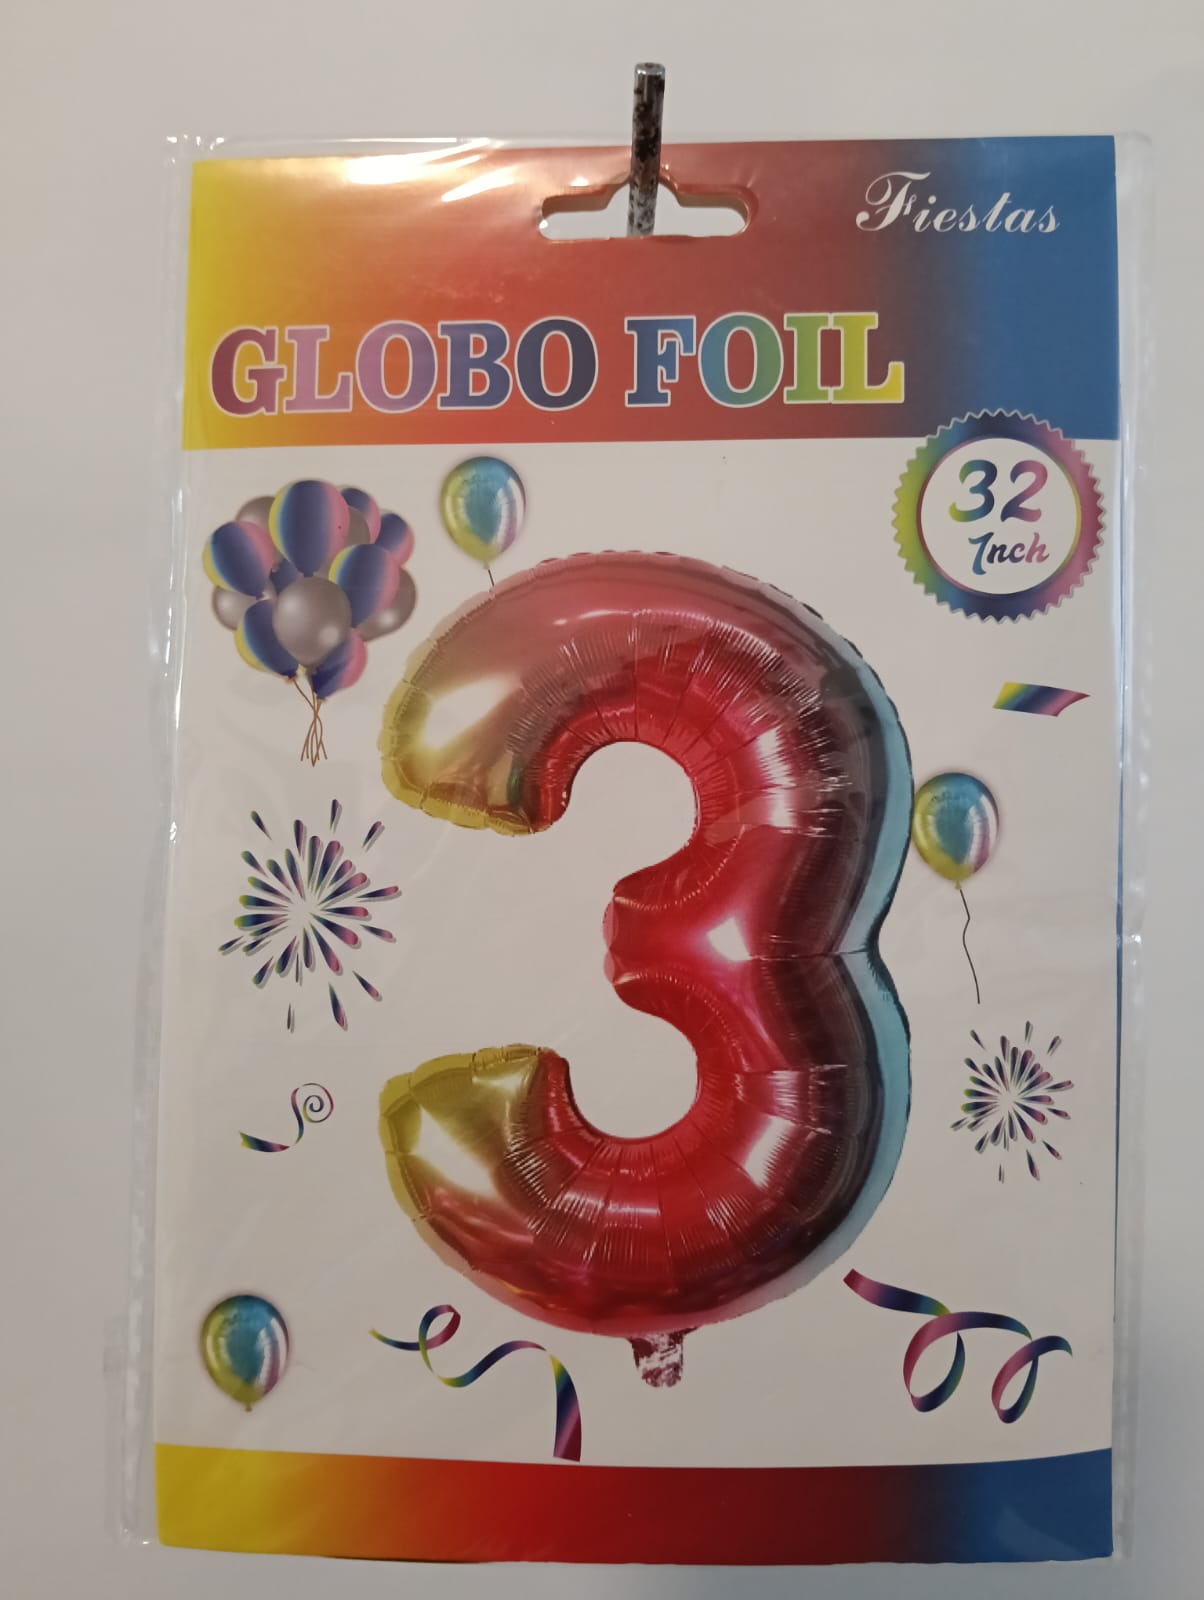 Fiestas
GLOBO FOIL
32
Inch
3